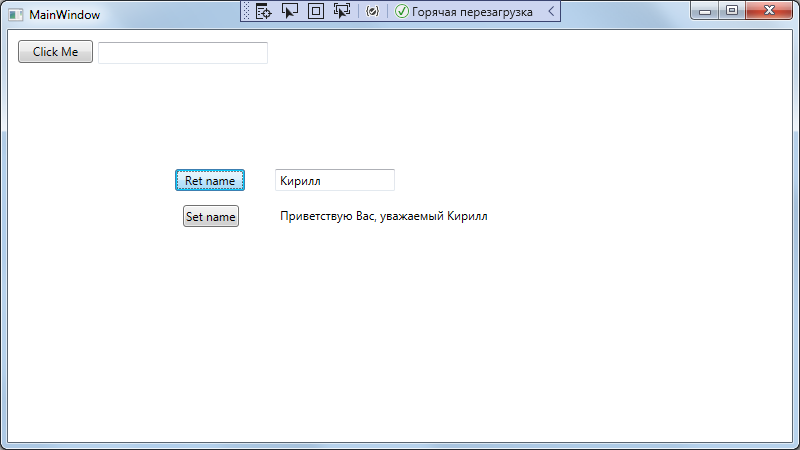 MainWindow
Горячая перезагрузка
Click Me
Ret name
Кирилл
Set name
Приветствую Вас, уважаемый Кирилл